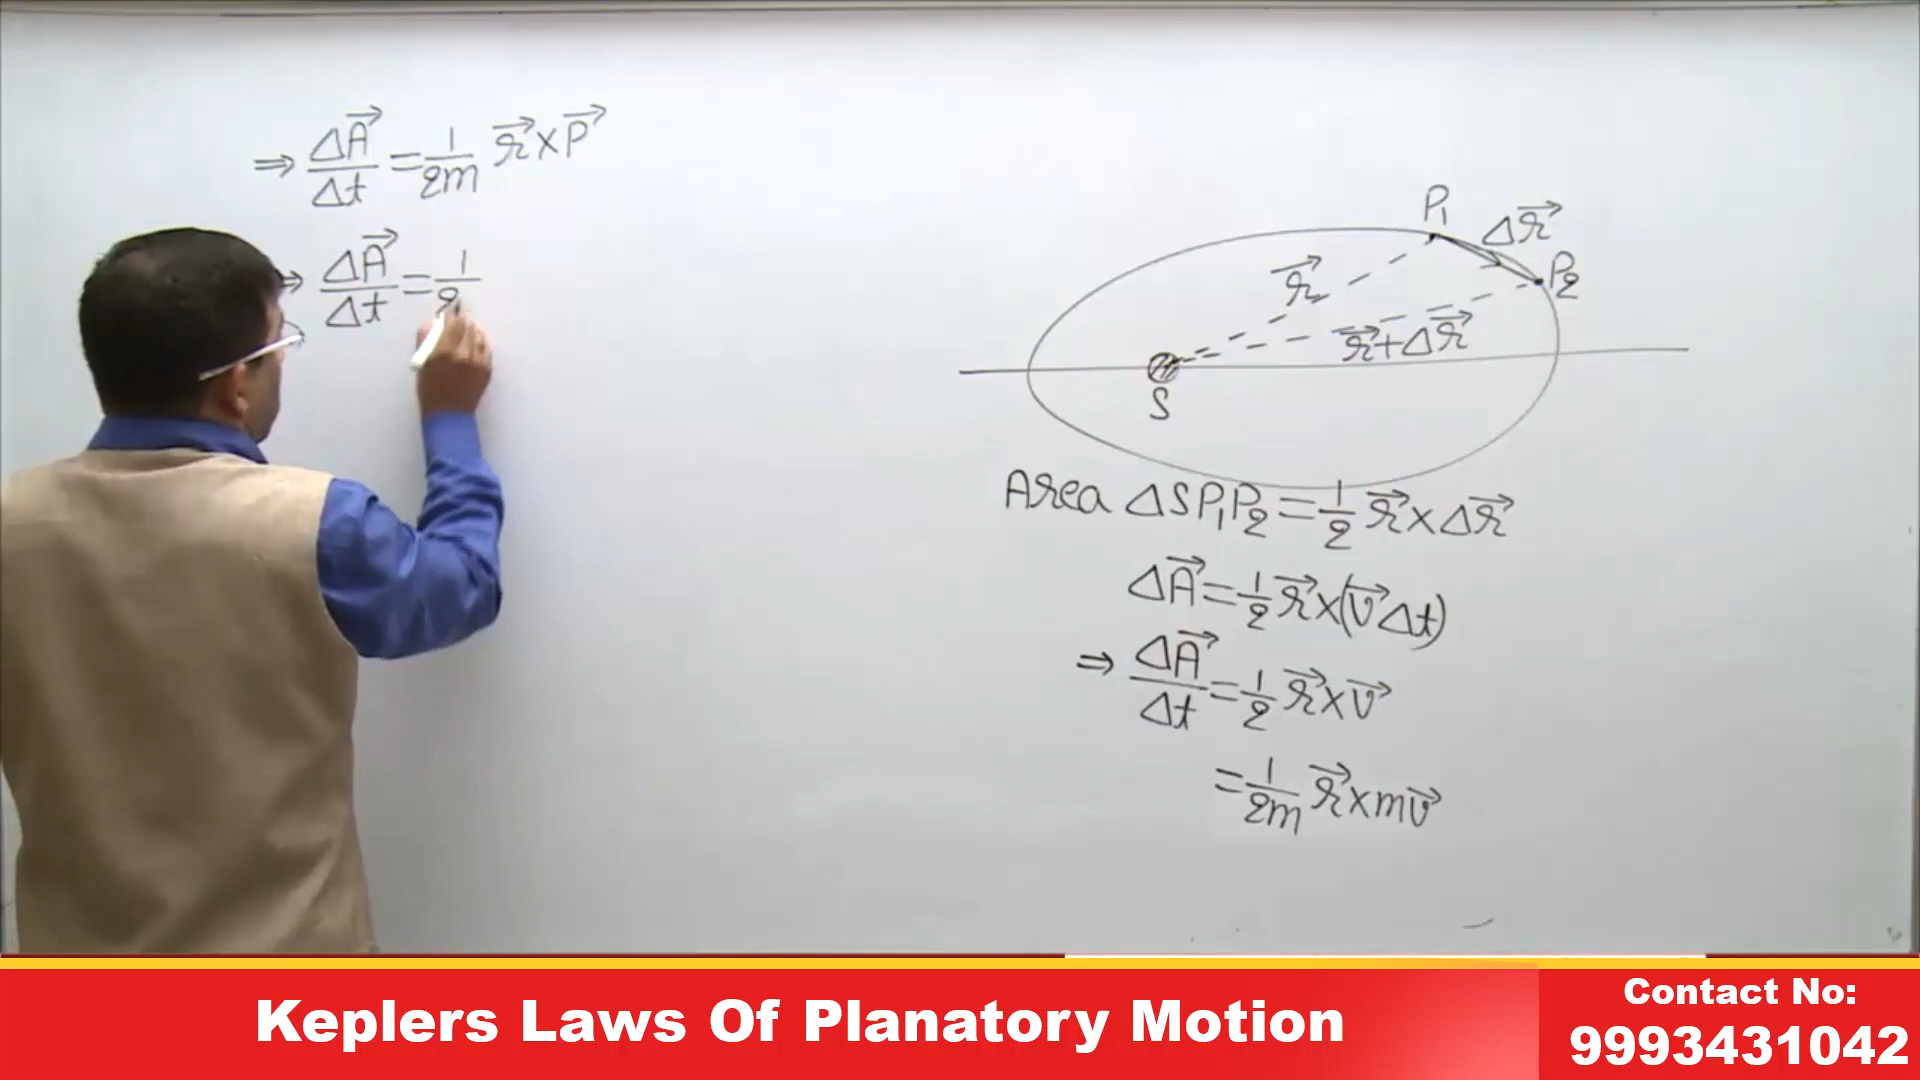 ⇒ ΔA⃗/Δt = 1/2m r⃗ × P⃗
⇒ ΔA⃗/Δt = 1/2
P₁
Δr⃗
P₂
r⃗
r⃗+Δr⃗
S
Area ΔSP₁P₂ = 1/2 r⃗ × Δr⃗
ΔA⃗ = 1/2 r⃗ × (v⃗ Δt)
⇒ ΔA⃗/Δt = 1/2 r⃗ × v⃗
= 1/2m r⃗ × mv⃗
Keplers Laws Of Planatory Motion
Contact No:
9993431042